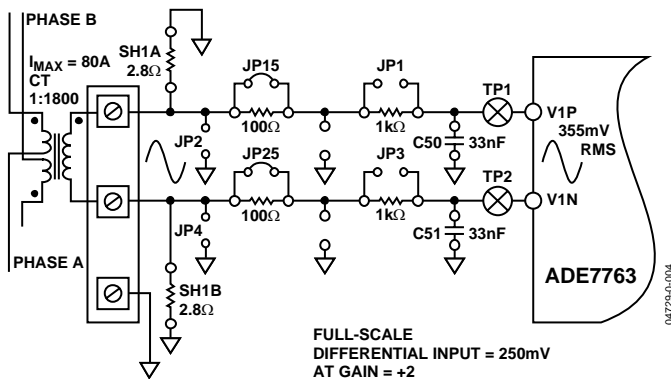 PHASE B
I MAX = 80A
CT
1:1800
SH1A
2.8Ω
JP15
100Ω
JP1
1kΩ
TP1
V1P
C50
33nF
355mV
RMS
JP2
JP25
100Ω
JP3
1kΩ
TP2
V1N
JP4
C51
33nF
PHASE A
SH1B
2.8Ω
ADE7763
FULL-SCALE
DIFFERENTIAL INPUT = 250mV
AT GAIN = +2
04729-0-004